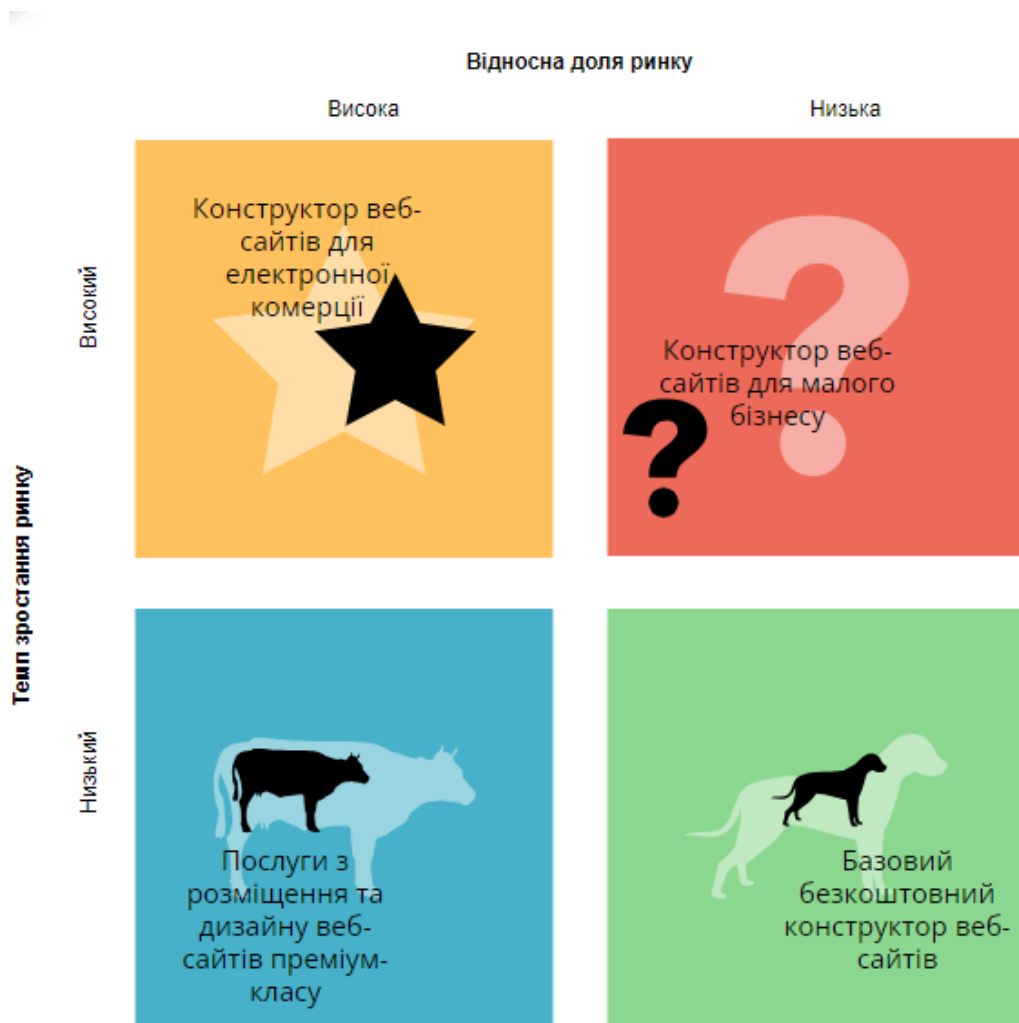 Відносна доля ринку
Висока
Низька
Темп зростання ринку
Високий
Конструктор веб-
сайтів для
електронної
комерції
Конструктор веб-
сайтів для малого
бізнесу
Низький
Послуги з
розміщення та
дизайну веб-
сайтів преміум-
класу
Базовий
безкоштовний
конструктор веб-
сайтів